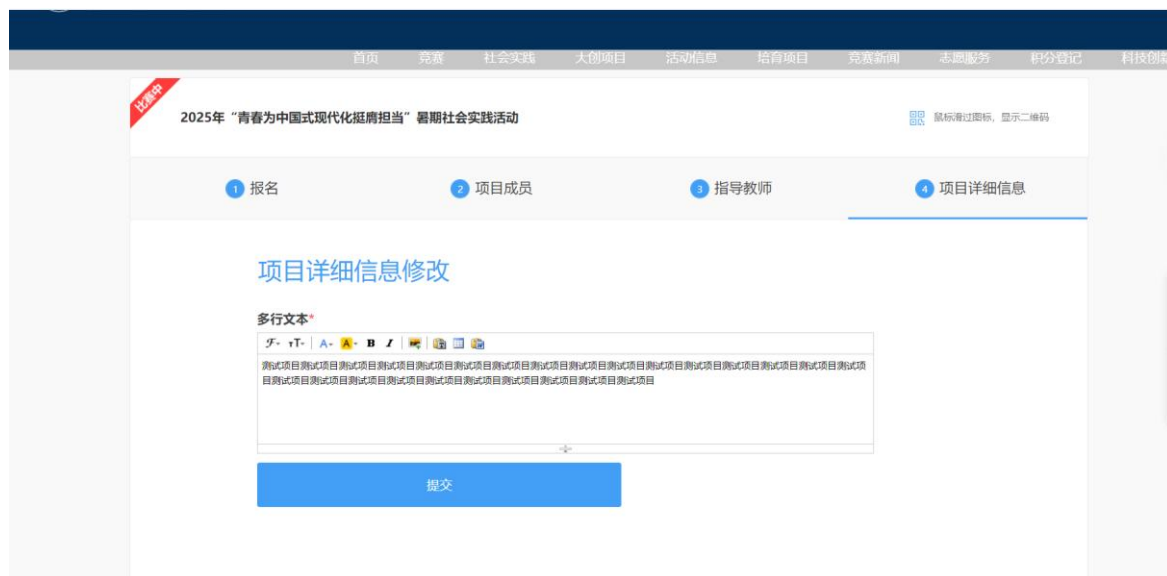 首页 竞赛 社会实践 大创项目 活动信息 培育项目 竞赛新闻 志愿服务 积分登记 科技创新
比赛中
2025年“青春为中国式现代化挺膺担当”暑期社会实践活动
鼠标滑过图标，显示二维码
1 报名 2 项目成员 3 指导教师 4 项目详细信息
项目详细信息修改
多行文本*
测试项目测试项目测试项目测试项目测试项目测试项目测试项目测试项目测试项目测试项目测试项目测试项目测试项目测试项目测试项目测试项
目测试项目测试项目测试项目测试项目测试项目测试项目测试项目测试项目测试项目测试项目
提交